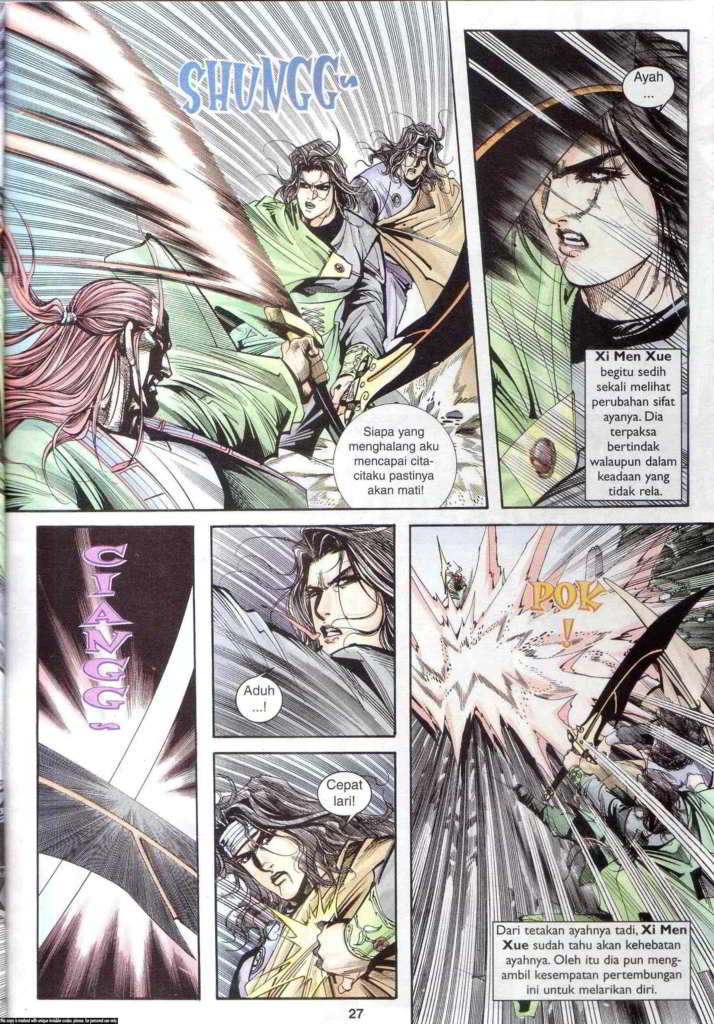 SHUNGG~
Siapa yang
menghalang aku
mencapai cita-
citaku pastinya
akan mati!
Ayah
...
Xi Men Xue
begitu sedih
sekali melihat
perubahan sifat
ayanya. Dia
terpaksa
bertindak
walaupun dalam
keadaan yang
tidak rela.
CIANGG~
Aduh
...!
Cepat
lari!
POK
!
Dari tetakan ayahnya tadi, Xi Men
Xue sudah tahu akan kehebatan
ayahnya. Oleh itu dia pun meng-
ambil kesempatan pertembungan
ini untuk melarikan diri.
27